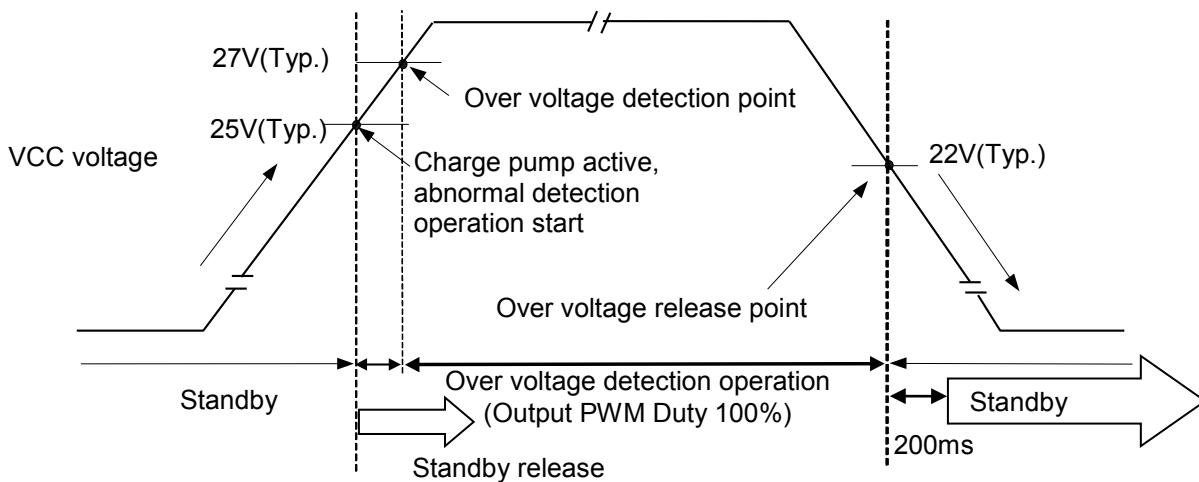 27V(Typ.)
Over voltage detection point
25V(Typ.)
VCC voltage
Charge pump active,
abnormal detection
operation start
22V(Typ.)
Over voltage release point
Standby
Over voltage detection operation
(Output PWM Duty 100%)
Standby
200ms
Standby release